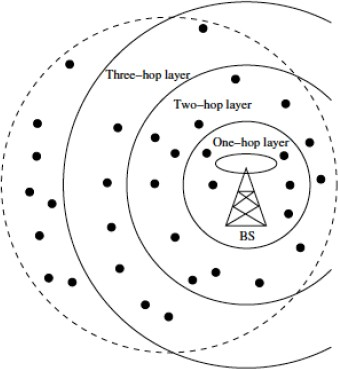 Three-hop layer
Two-hop layer
One-hop layer
BS